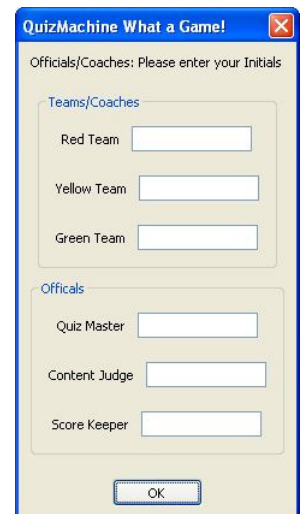 QuizMachine What a Game!
Officials/Coaches: Please enter your Initials
Teams/Coaches
Red Team
Yellow Team
Green Team
Officals
Quiz Master
Content Judge
Score Keeper
OK